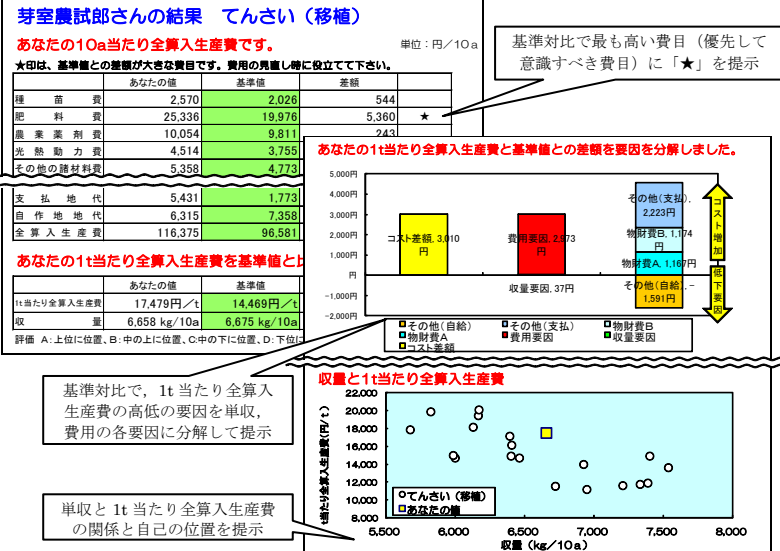 芽室農試郎さんの結果　てんさい（移植）
あなたの10a当たり全算入生産費です。
単位：円／10a
★印は、基準値との差額が大きな費目です。費用の見直し時に役立てて下さい。
あなたの値　基準値　差額
種苗費　2,570　2,026　544
肥料費　25,336　19,976　5,360　★
農業薬剤費　10,054　9,811　243
光熱動力費　4,514　3,755
その他の諸材料費　5,358　4,773
支払地代　5,431　1,773
自作地地代　6,315　7,358
全算入生産費　116,375　96,581
あなたの1t当たり全算入生産費を基準値と比
あなたの値　基準値
1t当たり全算入生産費　17,479円／t　14,469円／t
収量　6,658 kg/10a　6,675 kg/10a
評価　A：上位に位置、B：中の上に位置、C:中の下に位置、D：下位に
基準対比で最も高い費目（優先して
意識すべき費目）に「★」を提示
あなたの1t当たり全算入生産費と基準値との差額を要因を分解しました。
5,000円
4,000円
3,000円
2,000円
1,000円
円
−1,000円
−2,000円
コスト差額, 3,010
円
費用要因, 2,973
円
収量要因, 37円
その他(支払),
2,223円
物財費B, 1,174
円
物財費A, 1,167円
その他(自給), −
1,591円
コスト増加
低下要因
その他(自給)　その他(支払)　物財費B
物財費A　費用要因　収量要因
コスト差額
基準対比で，1t 当たり全算入
生産費の高低の要因を単収，
費用の各要因に分解して提示
収量と1t当たり全算入生産費
t当たり全算入生産費(円/t)
22,000
20,000
18,000
16,000
14,000
12,000
10,000
8,000
てんさい（移植）
あなたの値
5,500　6,000　6,500　7,000　7,500　8,000
収量（kg/10a）
単収と 1t 当たり全算入生産費
の関係と自己の位置を提示